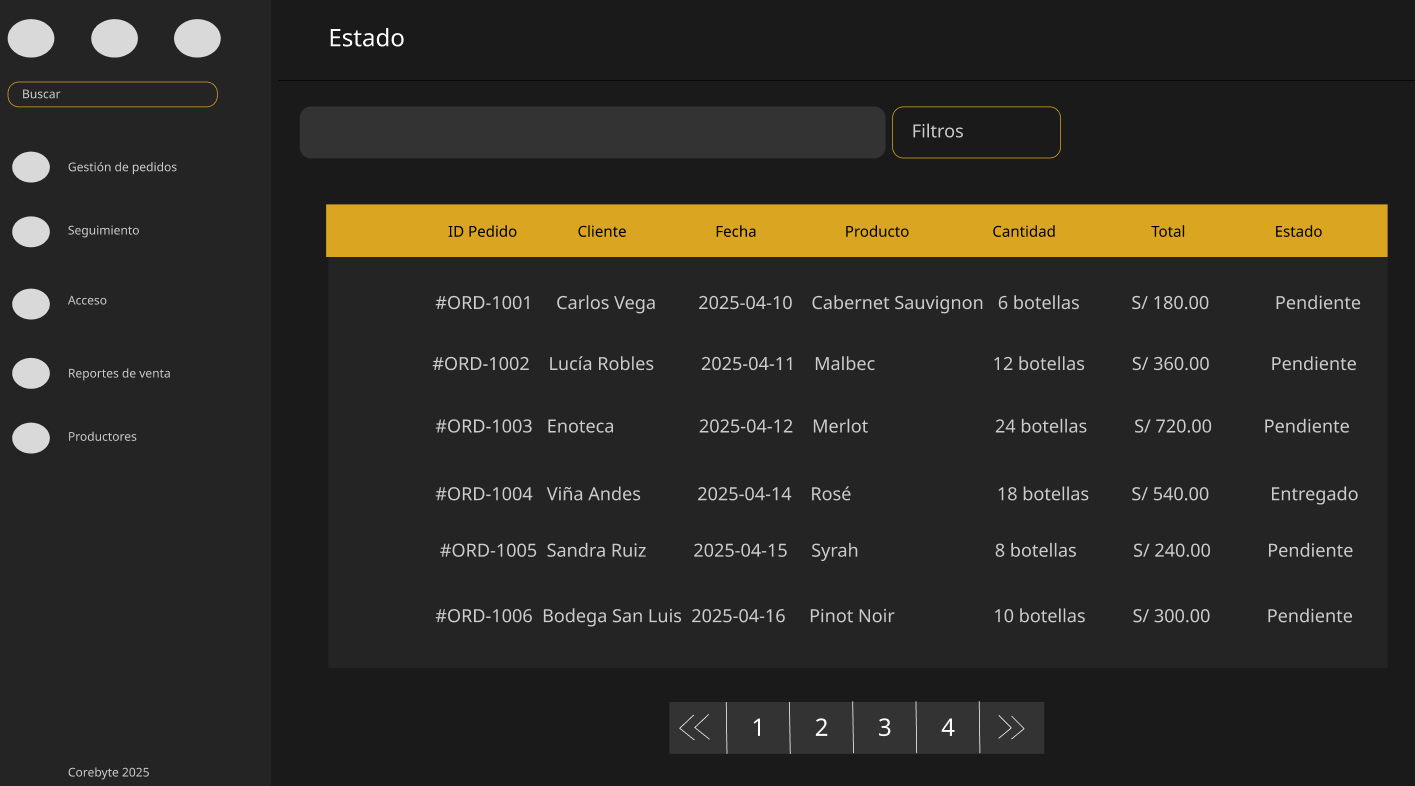 Buscar
Gestión de pedidos
Seguimiento
Acceso
Reportes de venta
Productores
Corebyte 2025
Estado
Filtros
ID Pedido Cliente Fecha Producto Cantidad Total Estado
#ORD-1001 Carlos Vega 2025-04-10 Cabernet Sauvignon 6 botellas S/ 180.00 Pendiente
#ORD-1002 Lucía Robles 2025-04-11 Malbec 12 botellas S/ 360.00 Pendiente
#ORD-1003 Enoteca 2025-04-12 Merlot 24 botellas S/ 720.00 Pendiente
#ORD-1004 Viña Andes 2025-04-14 Rosé 18 botellas S/ 540.00 Entregado
#ORD-1005 Sandra Ruiz 2025-04-15 Syrah 8 botellas S/ 240.00 Pendiente
#ORD-1006 Bodega San Luis 2025-04-16 Pinot Noir 10 botellas S/ 300.00 Pendiente
1 2 3 4